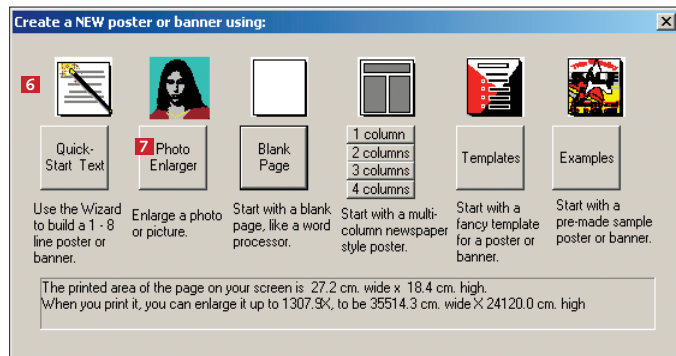 Create a NEW poster or banner using:
6
Quick-
Start Text
7
Photo
Enlarger
Blank
Page
1 column
2 columns
3 columns
4 columns
Templates
Examples
Use the Wizard
to build a 1 - 8
line poster or
banner.
Enlarge a photo
or picture.
Start with a blank
page, like a word
processor.
Start with a multi-
column newspaper
style poster.
Start with a
fancy template
for a poster or
banner.
Start with a
pre-made sample
poster or banner.
The printed area of the page on your screen is 27.2 cm. wide x 18.4 cm. high.
When you print it, you can enlarge it up to 1307.9X, to be 35514.3 cm. wide X 24120.0 cm. high